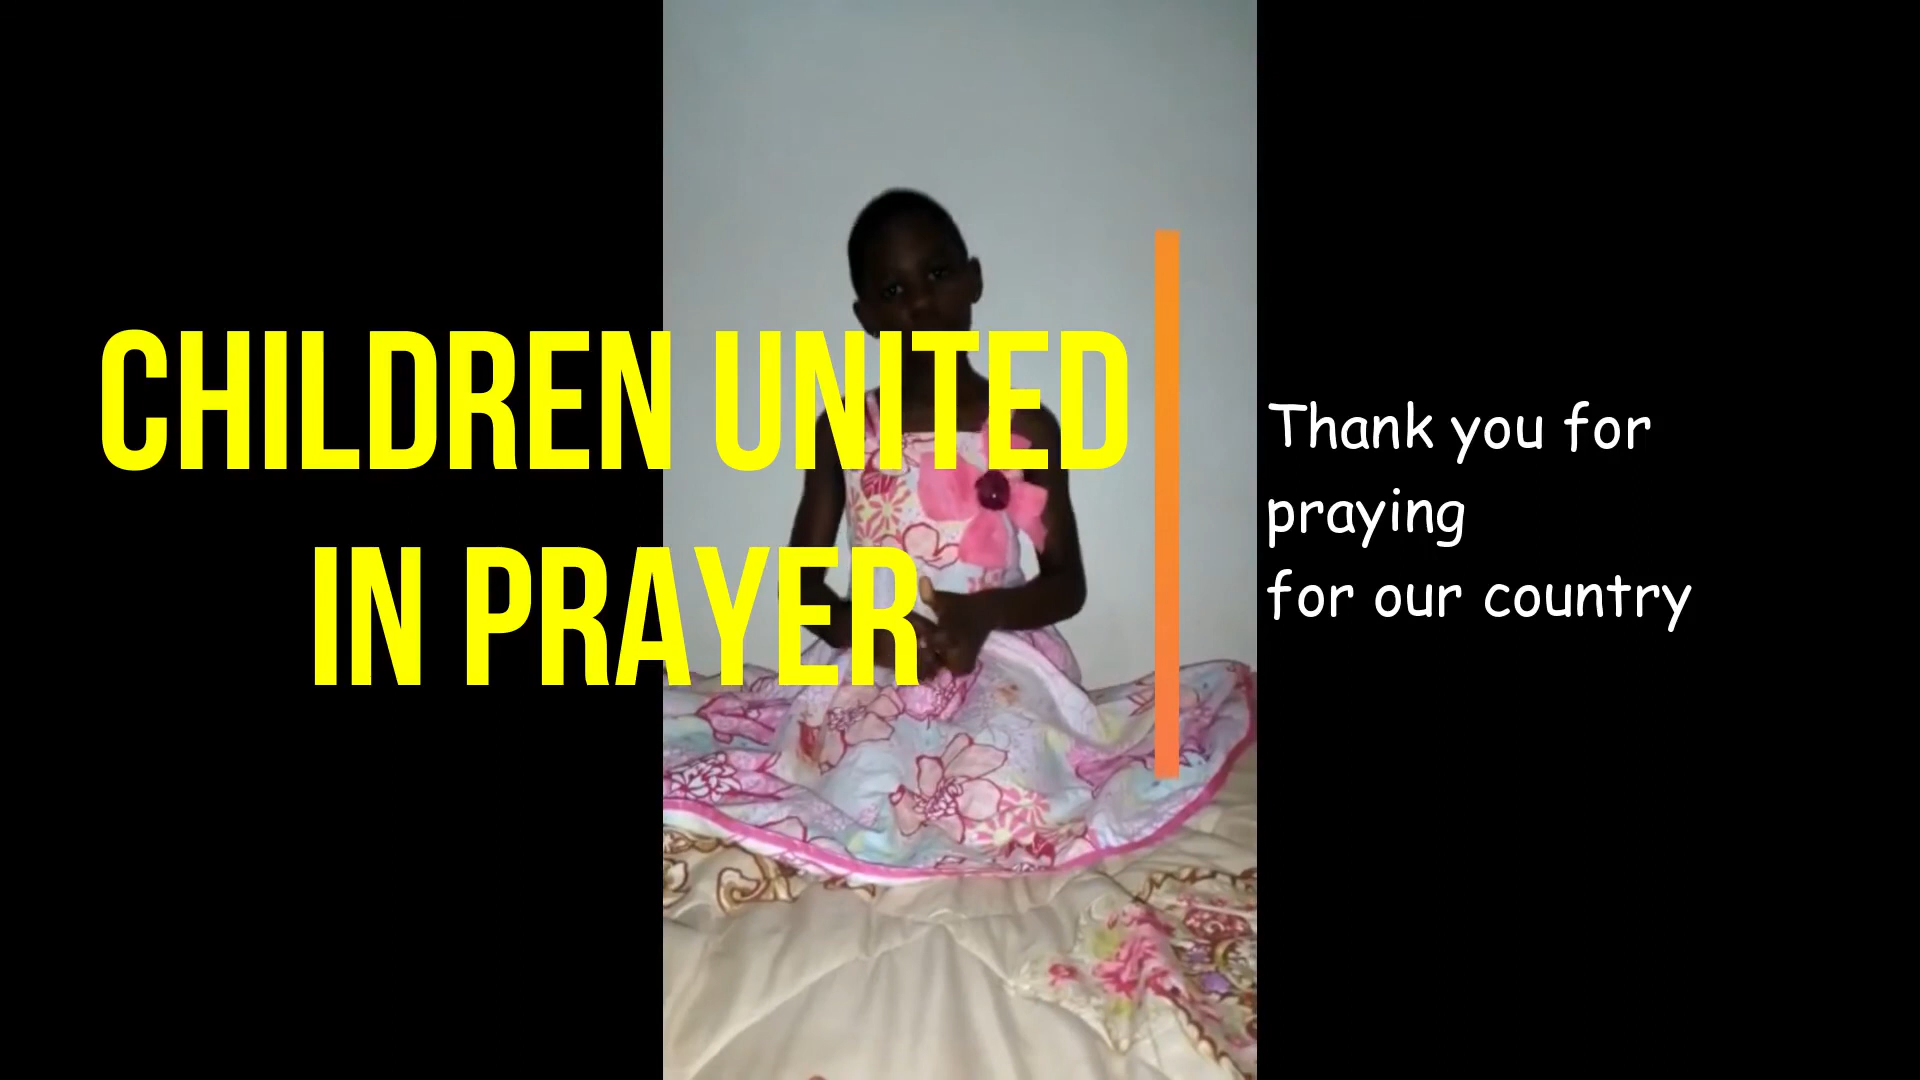 CHILDREN UNITED
IN PRAYER
Thank you for
praying
for our country